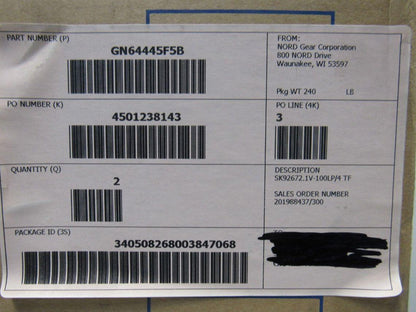 PART NUMBER (P)
GN64445F5B
FROM:
NORD Gear Corporation
800 NORD Drive
Waunakee, WI 53597
Pkg WT 240 LB
PO NUMBER (K)
4501238143
PO LINE (4K)
3
QUANTITY (Q)
2
DESCRIPTION
SK92672.1V-100LP/4 TF
SALES ORDER NUMBER
201988437/300
PACKAGE ID (3S)
340508268003847068